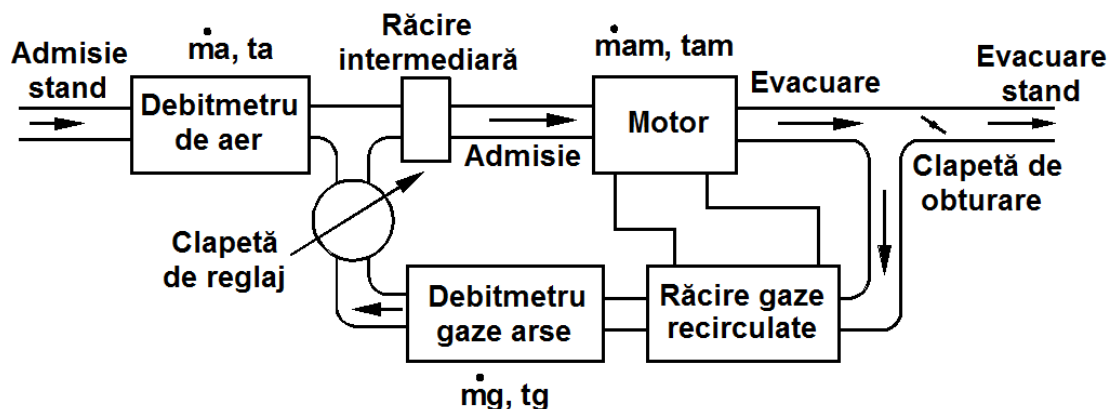 Admisie
stand
ṁa, ta
Debitmetru
de aer
Răcire
intermediară
Admisie
ṁam, tam
Motor
Evacuare
Evacuare
stand
Clapetă de
obturare
Clapetă
de reglaj
Debitmetru
gaze arse
ṁg, tg
Răcire gaze
recirculate